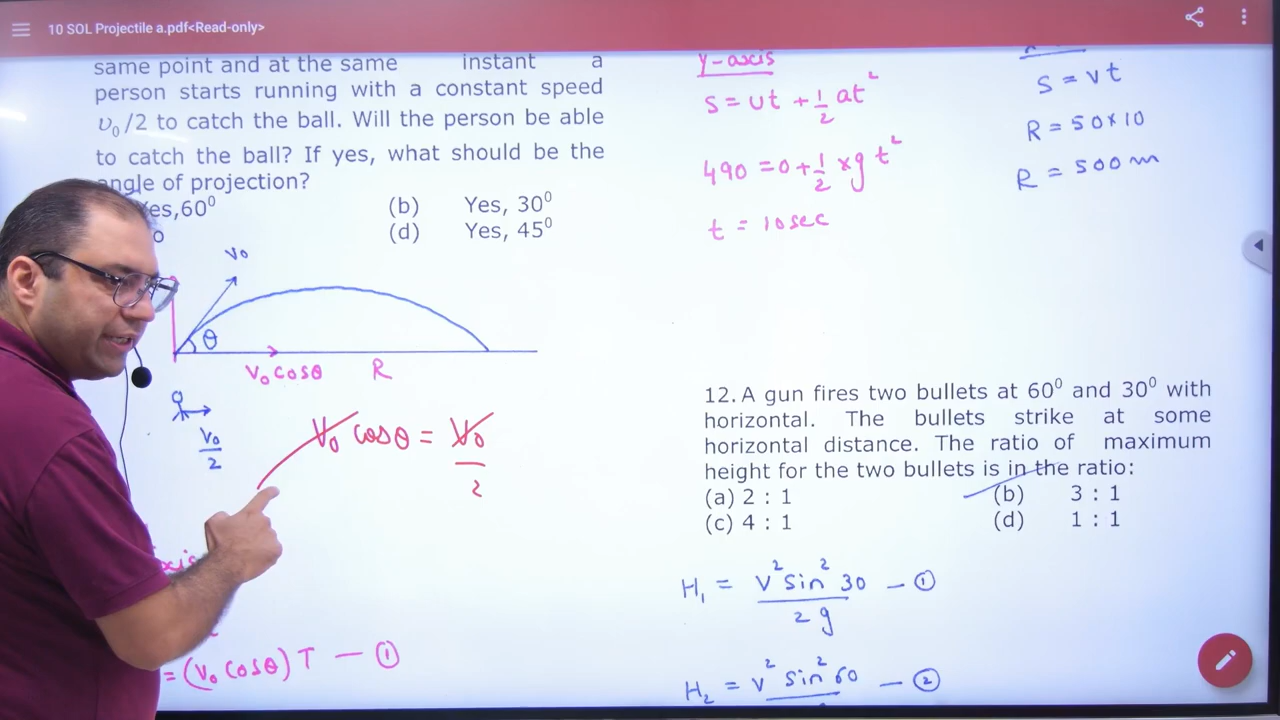 10 SOL Projectile a.pdf<Read-only>
same point and at the same instant a
person starts running with a constant speed
υ₀/2 to catch the ball. Will the person be able
to catch the ball? If yes, what should be the
angle of projection?
Yes,60⁰
(b) Yes, 30⁰
(d) Yes, 45⁰
V₀
θ
V₀ cosθ R
V₀/2
V₀ cosθ = V₀/2
= (V₀ cosθ) T — ①
y-axis
S = ut + 1/2 at²
490 = 0 + 1/2 × g t²
t = 10 sec
S = vt
R = 50×10
R = 500 m
12. A gun fires two bullets at 60⁰ and 30⁰ with
horizontal. The bullets strike at some
horizontal distance. The ratio of maximum
height for the two bullets is in the ratio:
(a) 2 : 1 (b) 3 : 1
(c) 4 : 1 (d) 1 : 1
H₁ = V² sin² 30 / 2g — ①
H₂ = V² sin² 60 — ②